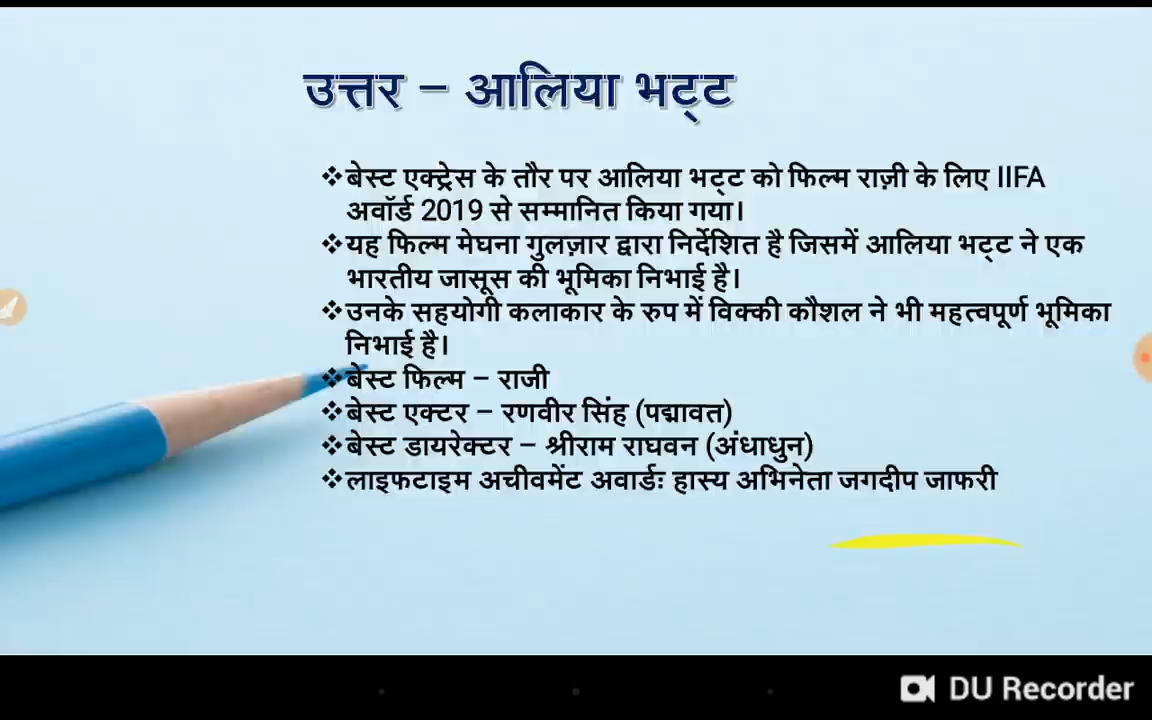 उत्तर – आलिया भट्ट
❖बेस्ट एक्ट्रेस के तौर पर आलिया भट्ट को फिल्म राज़ी के लिए IIFA
अवॉर्ड 2019 से सम्मानित किया गया।
❖यह फिल्म मेघना गुलज़ार द्वारा निर्देशित है जिसमें आलिया भट्ट ने एक
भारतीय जासूस की भूमिका निभाई है।
❖उनके सहयोगी कलाकार के रुप में विक्की कौशल ने भी महत्वपूर्ण भूमिका
निभाई है।
❖बेस्ट फिल्म – राजी
❖बेस्ट एक्टर – रणवीर सिंह (पद्मावत)
❖बेस्ट डायरेक्टर – श्रीराम राघवन (अंधाधुन)
❖लाइफटाइम अचीवमेंट अवार्डः हास्य अभिनेता जगदीप जाफरी
DU Recorder